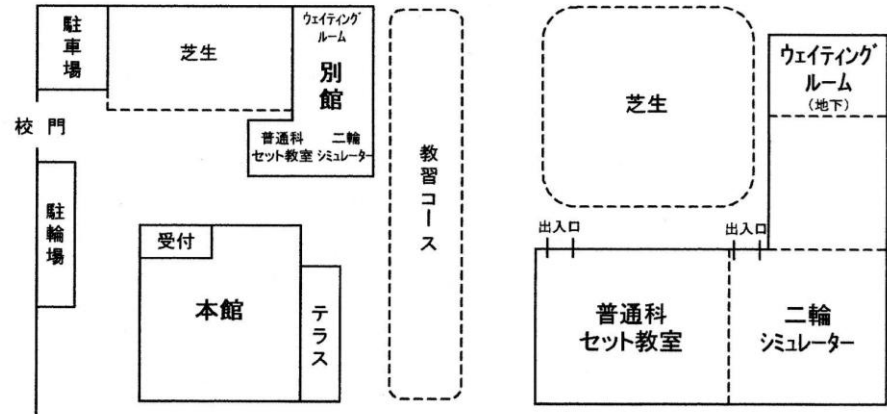 駐車場
芝生
ウェイティング
ルーム
別館
普通科
セット教室
二輪
シミュレーター
校門
駐輪場
受付
本館
テラス
教習コース
芝生
ウェイティング
ルーム
(地下)
出入口
出入口
普通科
セット教室
二輪
シミュレーター